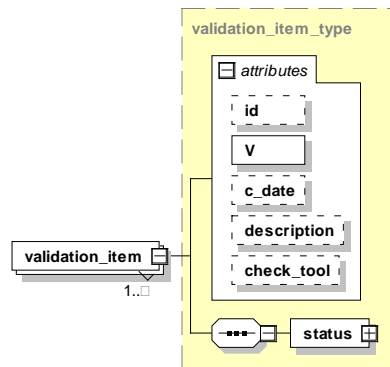 validation_item_type
attributes
id
V
c_date
description
check_tool
validation_item
1..□
status